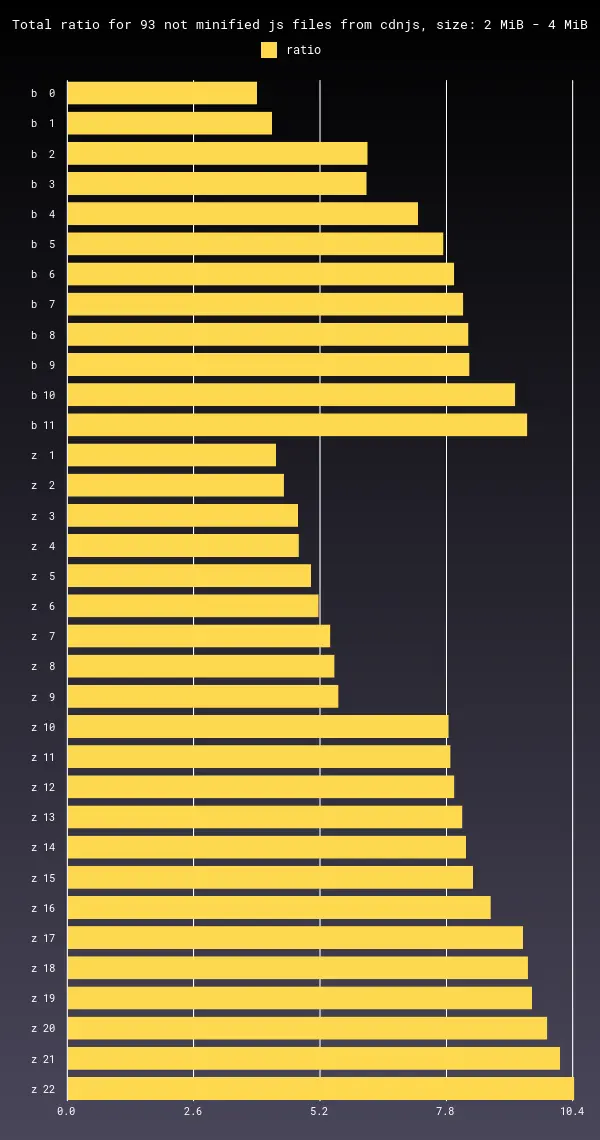 Total ratio for 93 not minified js files from cdnjs, size: 2 MiB - 4 MiB
ratio
b 0
b 1
b 2
b 3
b 4
b 5
b 6
b 7
b 8
b 9
b 10
b 11
z 1
z 2
z 3
z 4
z 5
z 6
z 7
z 8
z 9
z 10
z 11
z 12
z 13
z 14
z 15
z 16
z 17
z 18
z 19
z 20
z 21
z 22
0.0 2.6 5.2 7.8 10.4